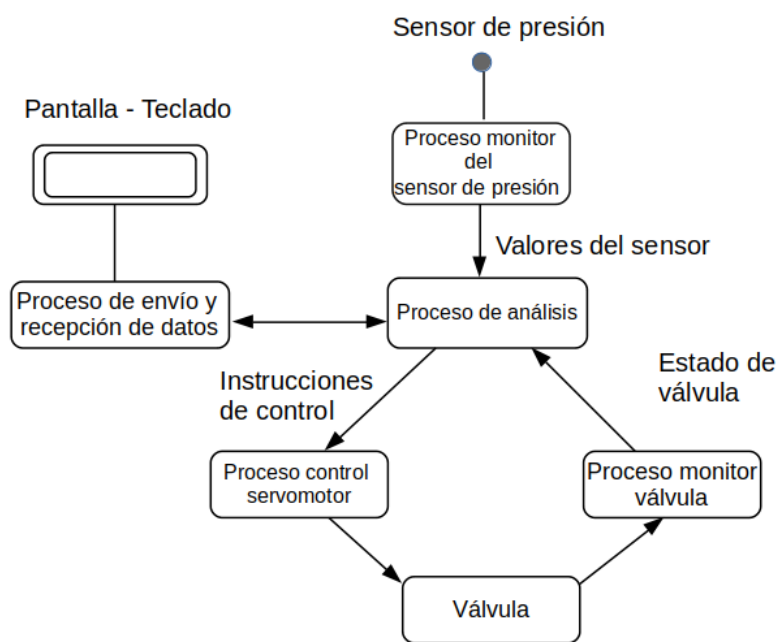 Sensor de presión
Pantalla - Teclado
Proceso monitor
del
sensor de presión
Valores del sensor
Proceso de envío y
recepción de datos
Proceso de análisis
Instrucciones
de control
Estado de
válvula
Proceso control
servomotor
Proceso monitor
válvula
Válvula